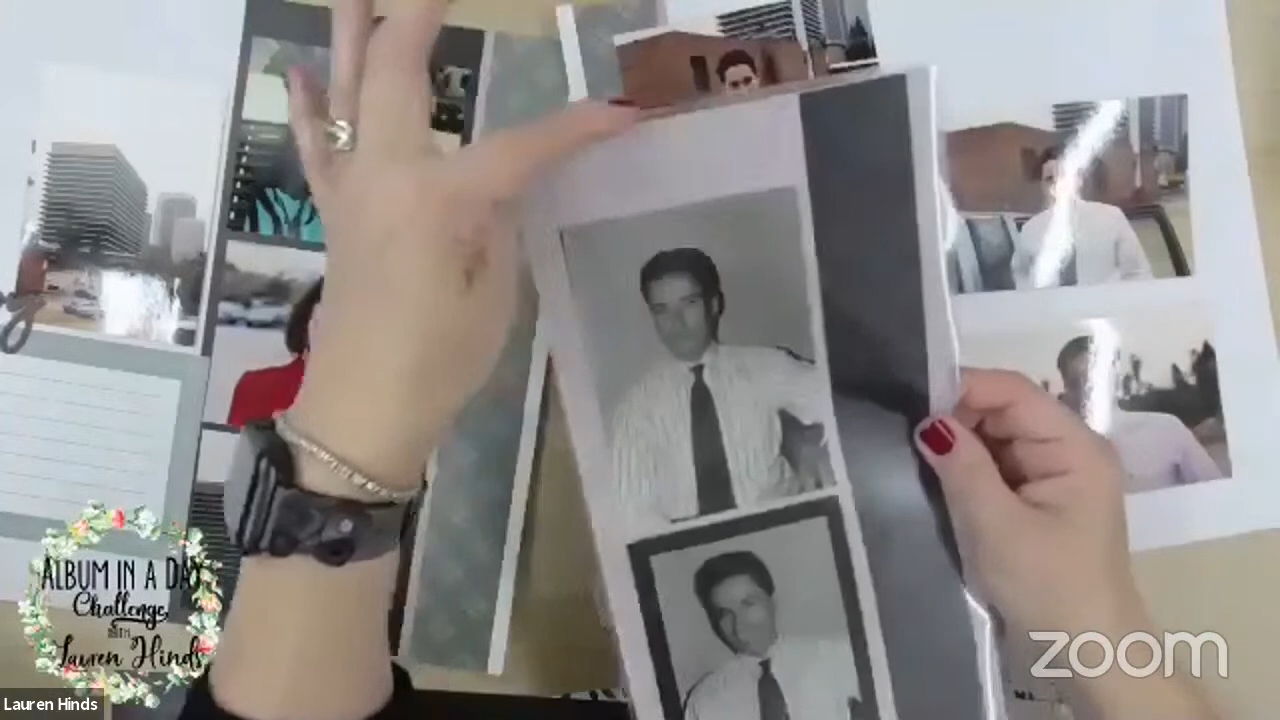 ALBUM IN A DAY
Challenge
WITH
Lauren Hinds
Lauren Hinds
zoom